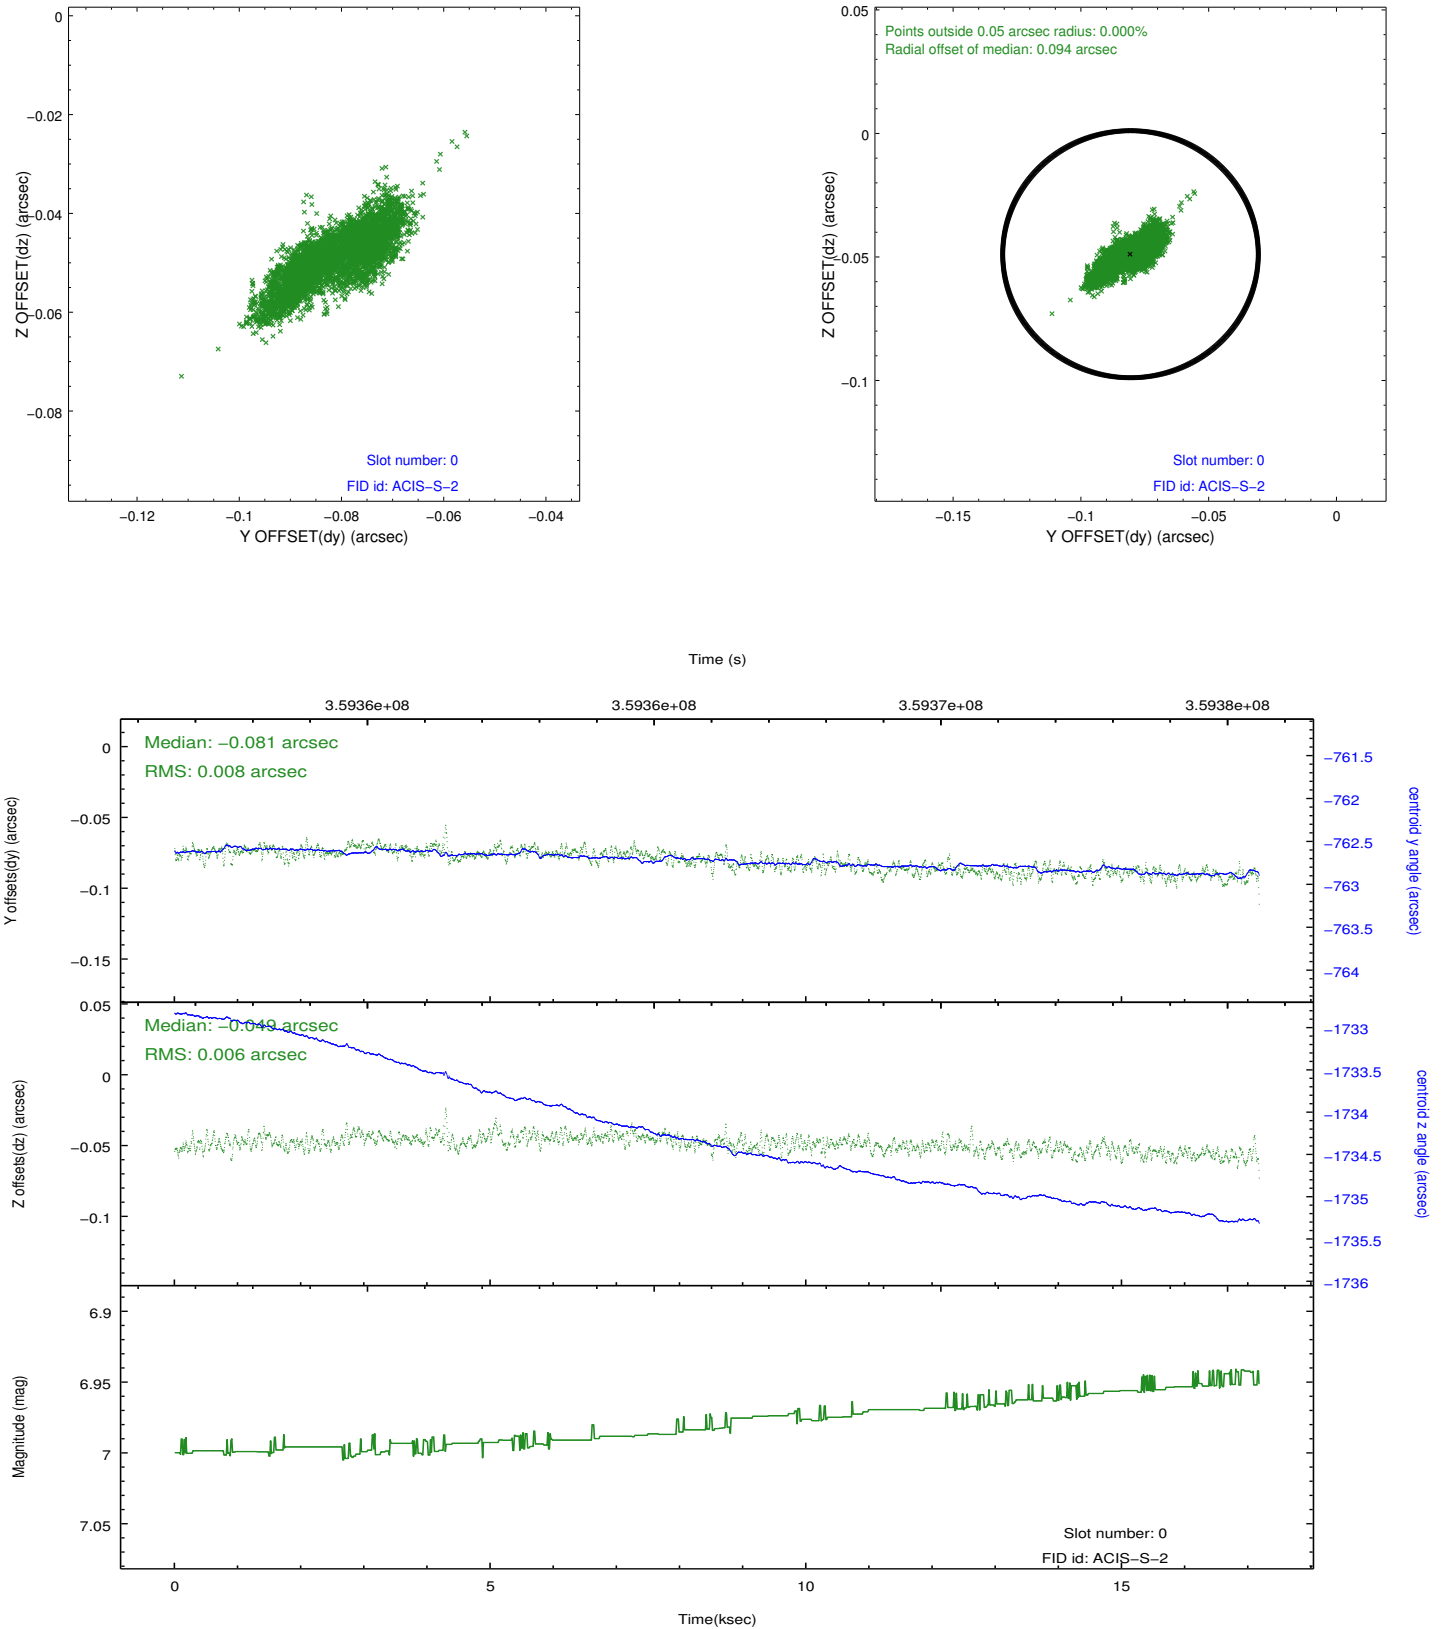 0
−0.02
−0.04
−0.06
−0.08
Z OFFSET(dz) (arcsec)
−0.12
−0.1
−0.08
−0.06
−0.04
Y OFFSET(dy) (arcsec)
Slot number: 0
FID id: ACIS−S−2
Points outside 0.05 arcsec radius: 0.000%
Radial offset of median: 0.094 arcsec
0.05
0
−0.05
−0.1
Z OFFSET(dz) (arcsec)
−0.15
−0.1
−0.05
0
Y OFFSET(dy) (arcsec)
Slot number: 0
FID id: ACIS−S−2
Time (s)
3.5936e+08
3.5936e+08
3.5937e+08
3.5938e+08
Median: −0.081 arcsec
RMS: 0.008 arcsec
0
−0.05
−0.1
−0.15
Y offsets(dy) (arcsec)
−761.5
−762
−762.5
−763
−763.5
−764
centroid y angle (arcsec)
Median: −0.049 arcsec
RMS: 0.006 arcsec
0.05
0
−0.05
−0.1
Z offsets(dz) (arcsec)
−1733
−1733.5
−1734
−1734.5
−1735
−1735.5
−1736
centroid z angle (arcsec)
6.9
6.95
7
7.05
Magnitude (mag)
Slot number: 0
FID id: ACIS−S−2
0
5
10
15
Time(ksec)